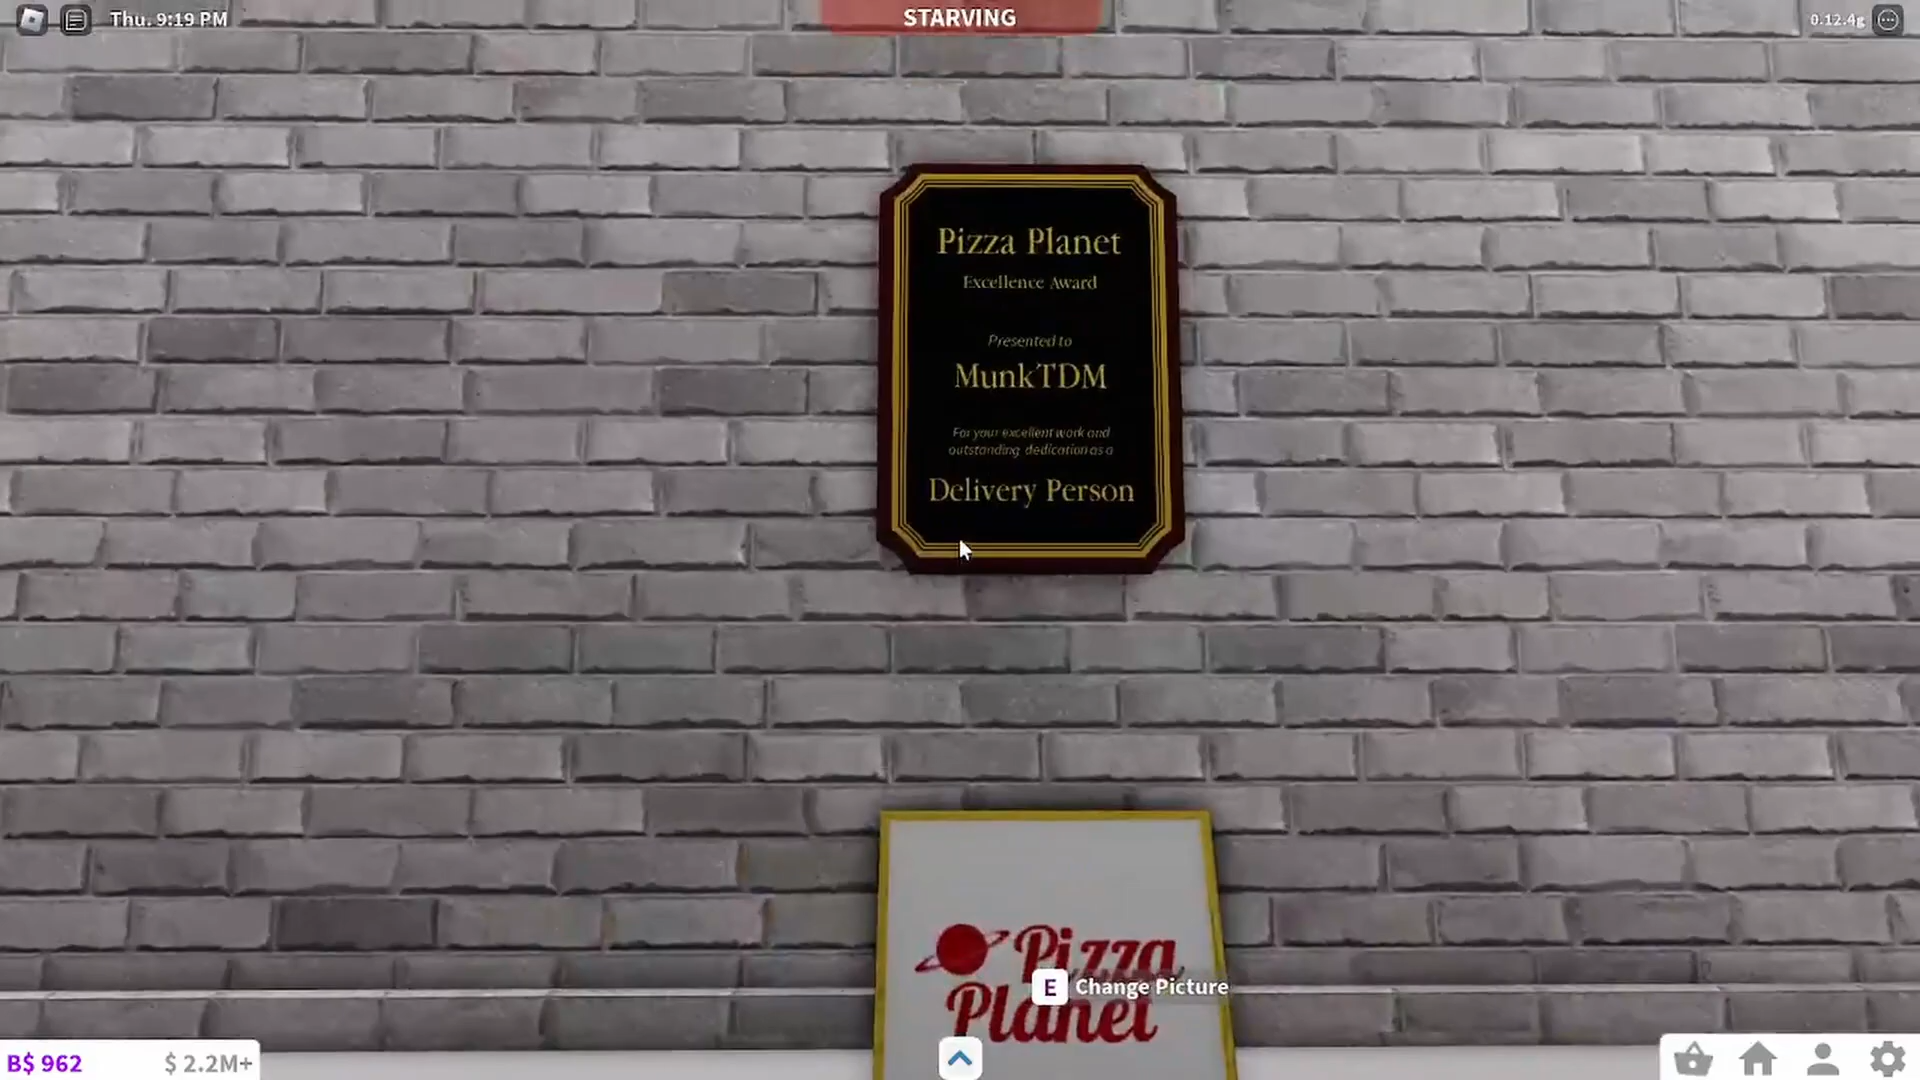 Thu. 9:19 PM
STARVING
0.12.4g
Pizza Planet
Excellence Award
Presented to
MunkTDM
For your excellent work and
outstanding dedication as a
Delivery Person
Pizza
E Change Picture
Planet
B$ 962
$ 2.2M+